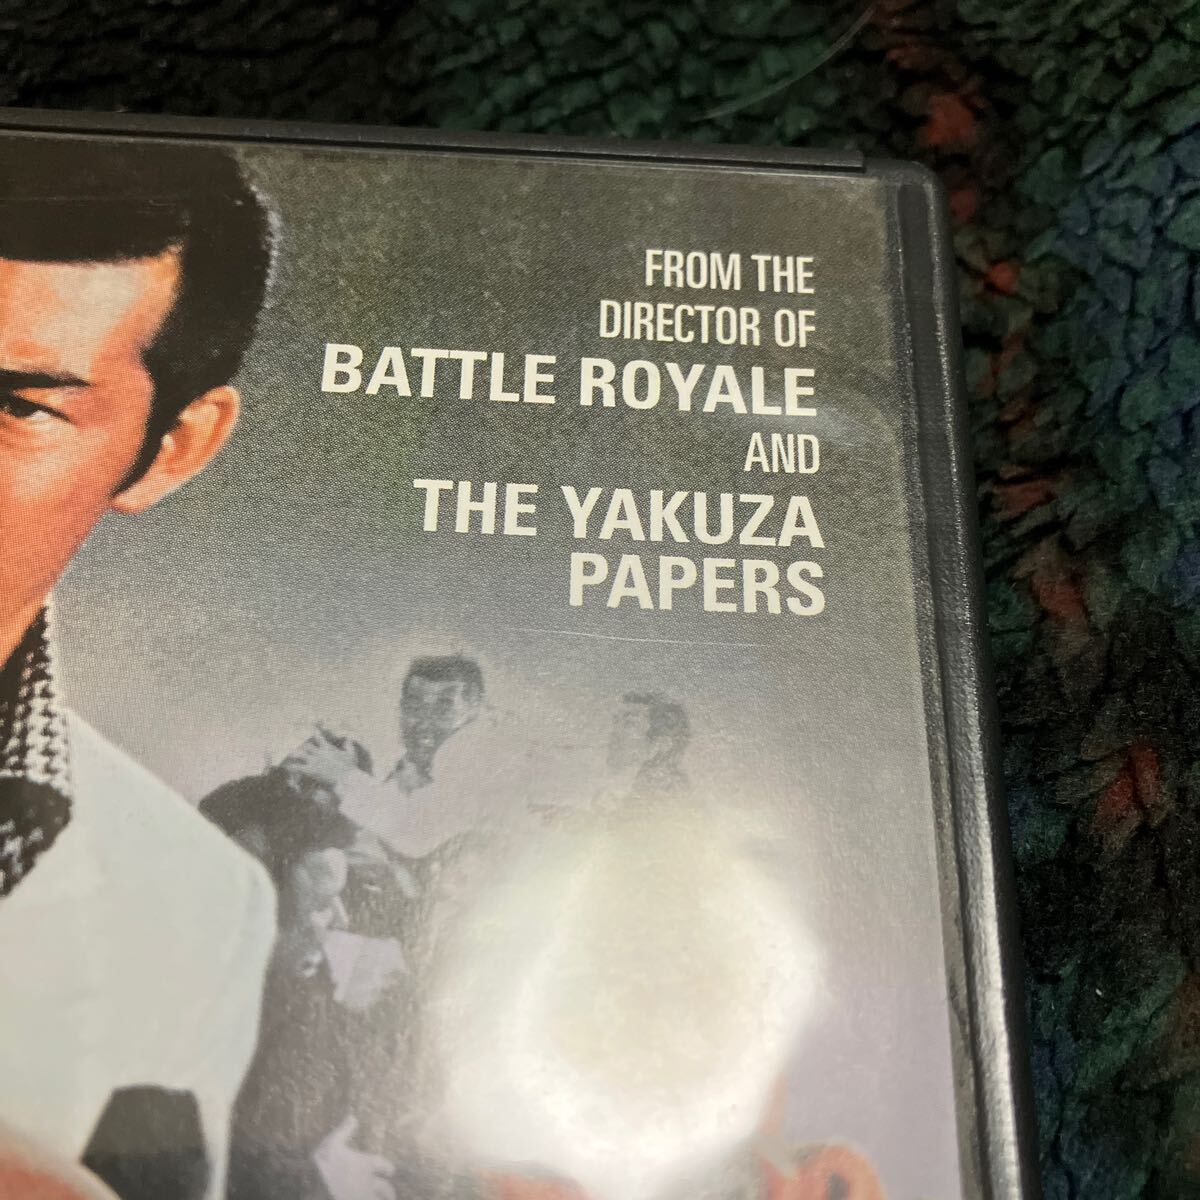 FROM THE
DIRECTOR OF
BATTLE ROYALE
AND
THE YAKUZA
PAPERS